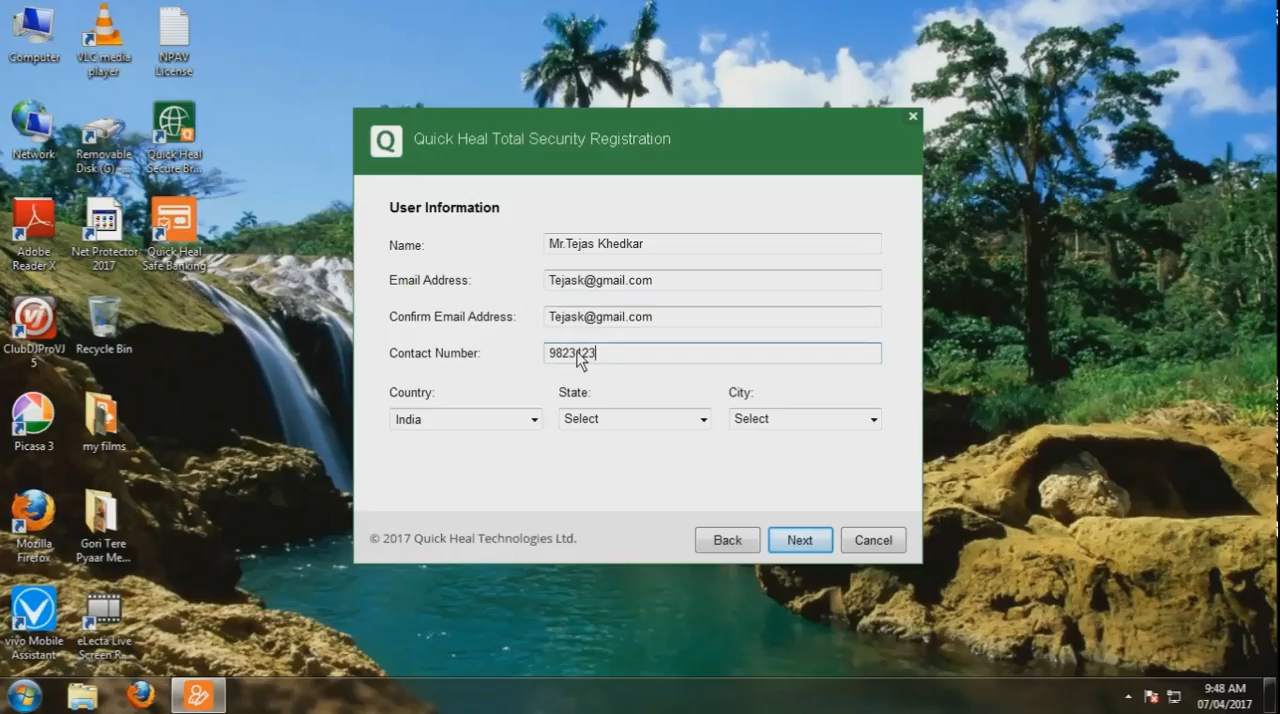 Computer
VLC media
player
NPAV
License
Network
Removable
Disk (G) -...
Quick Heal
Secure Br...
Adobe
Reader X
Net Protector
2017
Quick Heal
Safe Banking
ClubDJProVJ
5
Recycle Bin
Picasa 3
my films
Mozilla
Firefox
Gori Tere
Pyaar Me...
vivo Mobile
Assistant
eLecta Live
Screen R...
Q
Quick Heal Total Security Registration
User Information
Name:
Mr.Tejas Khedkar
Email Address:
Tejask@gmail.com
Confirm Email Address:
Tejask@gmail.com
Contact Number:
Country:
State:
City:
India
Select
Select
© 2017 Quick Heal Technologies Ltd.
Back
Next
Cancel
9:48 AM
07/04/2017